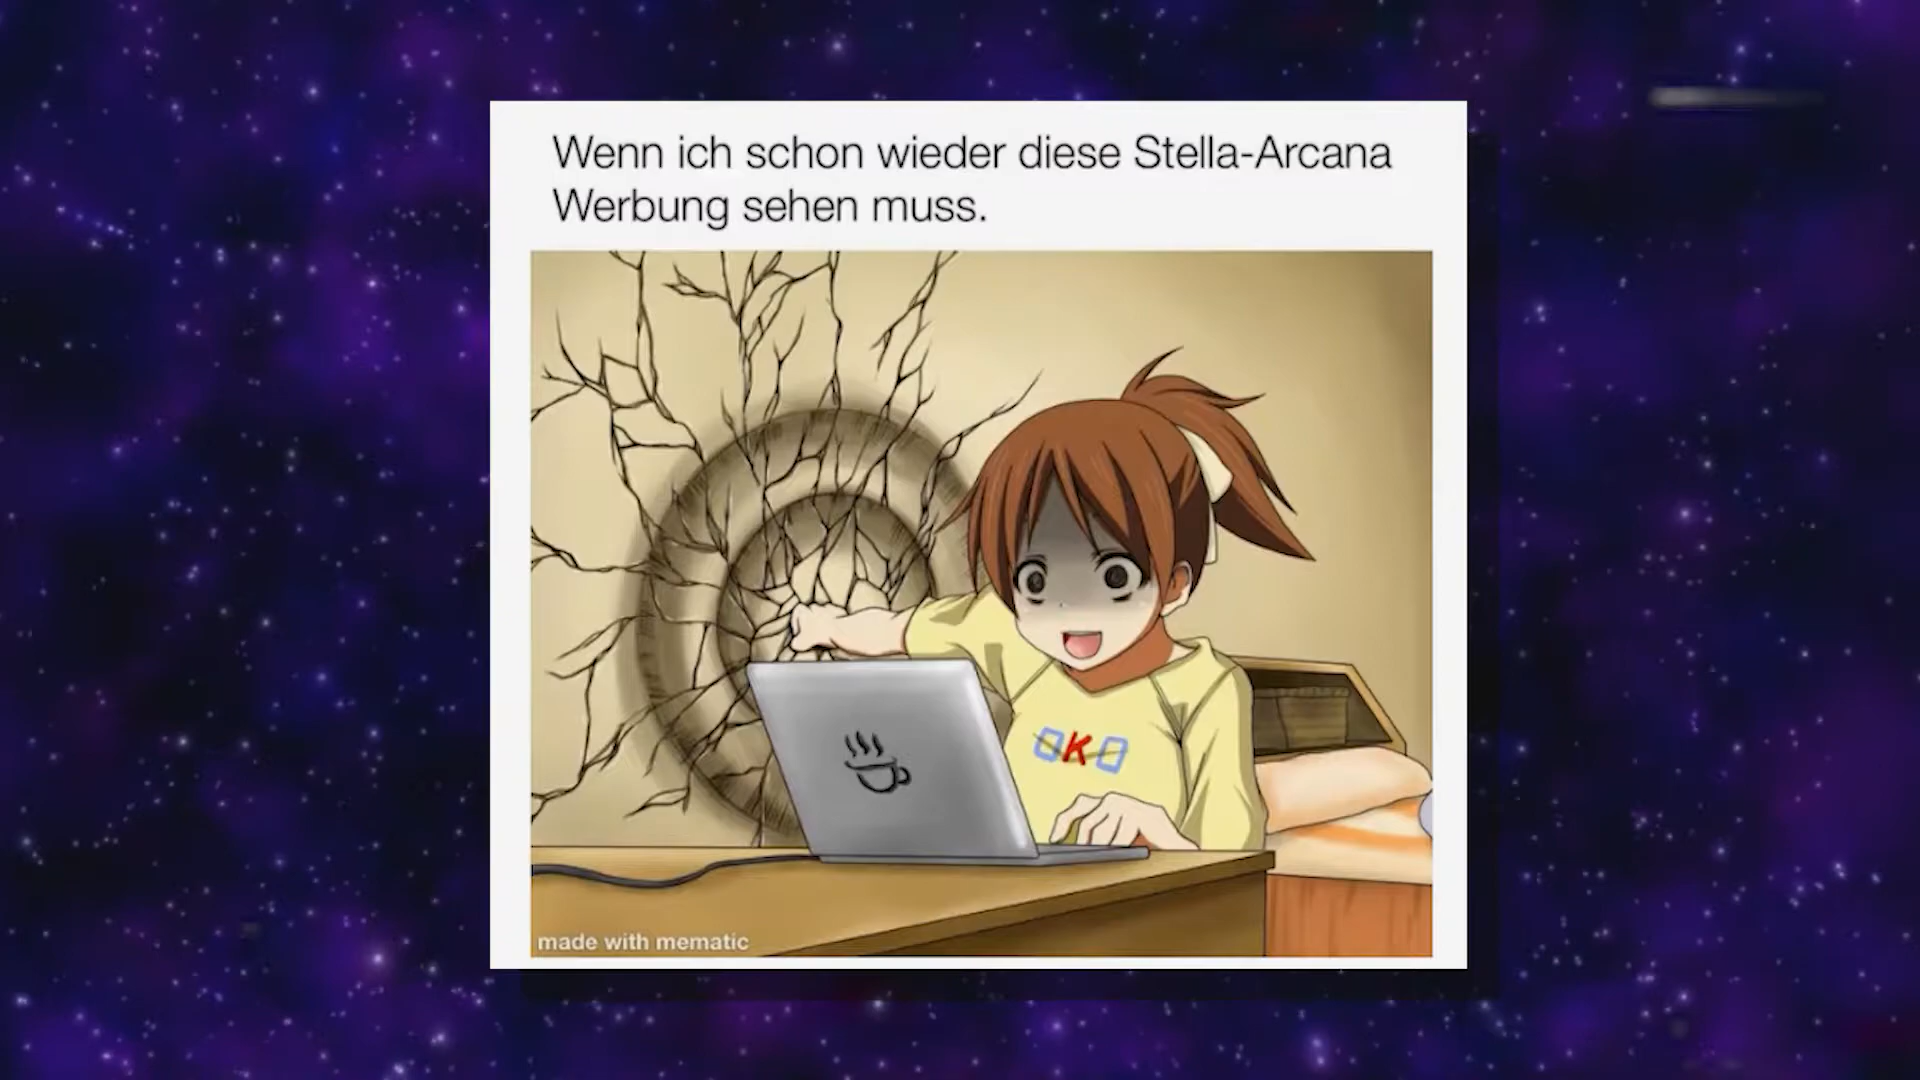 Wenn ich schon wieder diese Stella-Arcana
Werbung sehen muss.
OKO
made with mematic